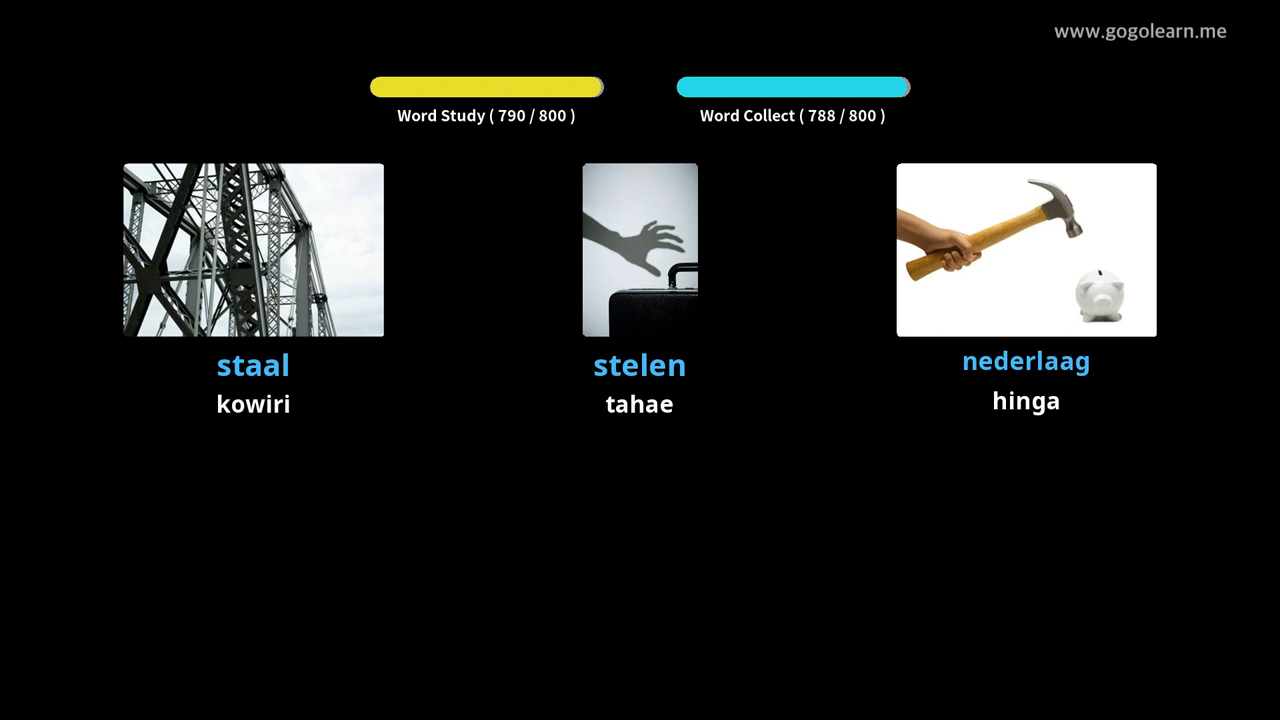 www.gogolearn.me
Word Study ( 790 / 800 )
Word Collect ( 788 / 800 )
staal
kowiri
stelen
tahae
nederlaag
hinga